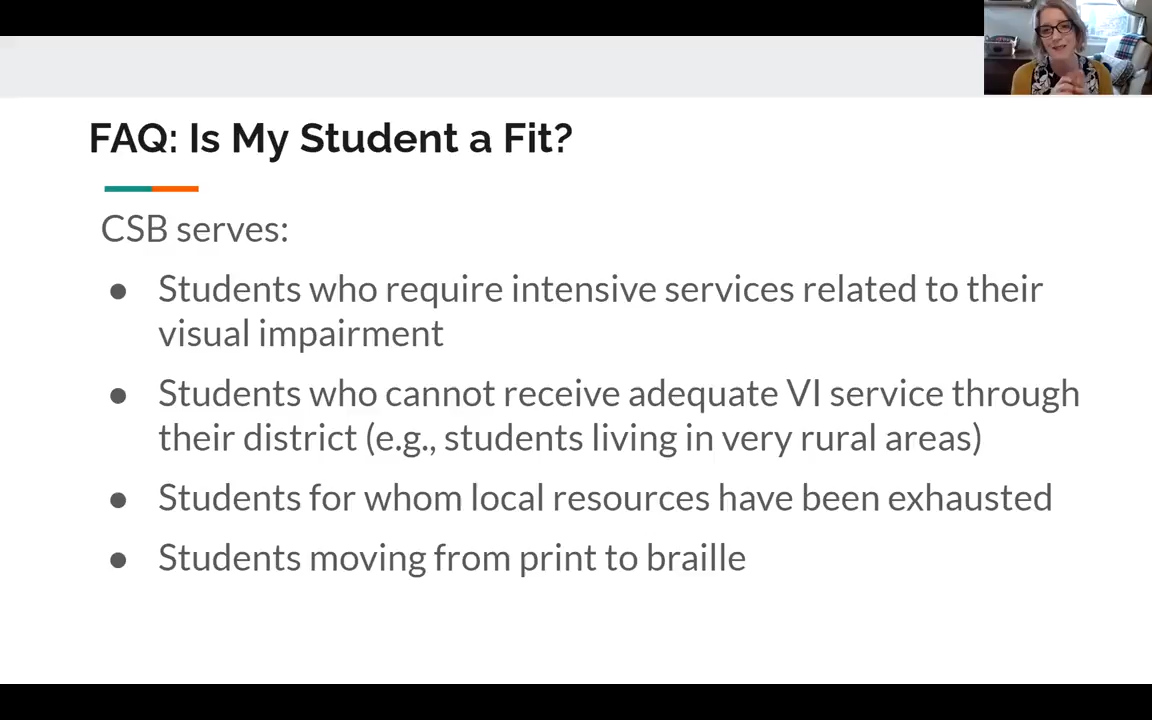 FAQ: Is My Student a Fit?
CSB serves:
● Students who require intensive services related to their
visual impairment
● Students who cannot receive adequate VI service through
their district (e.g., students living in very rural areas)
● Students for whom local resources have been exhausted
● Students moving from print to braille